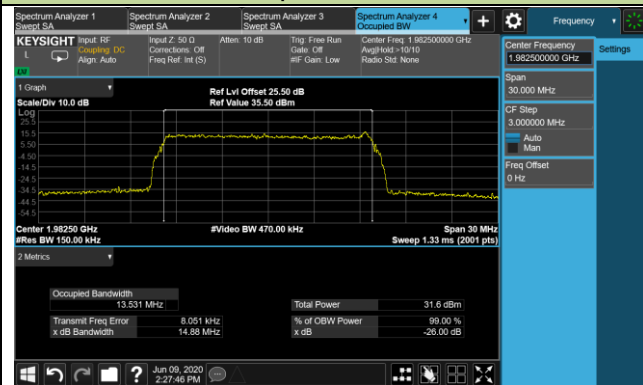 Spectrum Analyzer 1
Swept SA
Spectrum Analyzer 2
Swept SA
Spectrum Analyzer 3
Swept SA
Spectrum Analyzer 4
Occupied BW
Frequency
KEYSIGHT
L
Input: RF
Coupling: DC
Align: Auto
Input Z: 50 Ω
Corrections: Off
Freq Ref: Int (S)
Atten: 10 dB
Trig: Free Run
Gate: Off
#IF Gain: Low
Center Freq: 1.982500000 GHz
Avg|Hold:>10/10
Radio Std: None
Center Frequency
1.982500000 GHz
Settings
Span
30.000 MHz
CF Step
3.000000 MHz
Auto
Man
Freq Offset
0 Hz
1 Graph
Scale/Div 10.0 dB
Ref Lvl Offset 25.50 dB
Ref Value 35.50 dBm
Log
25.5
15.5
5.50
-4.50
-14.5
-24.5
-34.5
-44.5
-54.5
Center 1.98250 GHz
#Res BW 150.00 kHz
#Video BW 470.00 kHz
Span 30 MHz
Sweep 1.33 ms (2001 pts)
2 Metrics
Occupied Bandwidth
13.531 MHz
Total Power 31.6 dBm
Transmit Freq Error 8.051 kHz
% of OBW Power 99.00 %
x dB Bandwidth 14.88 MHz
x dB -26.00 dB
Jun 09, 2020
2:27:46 PM